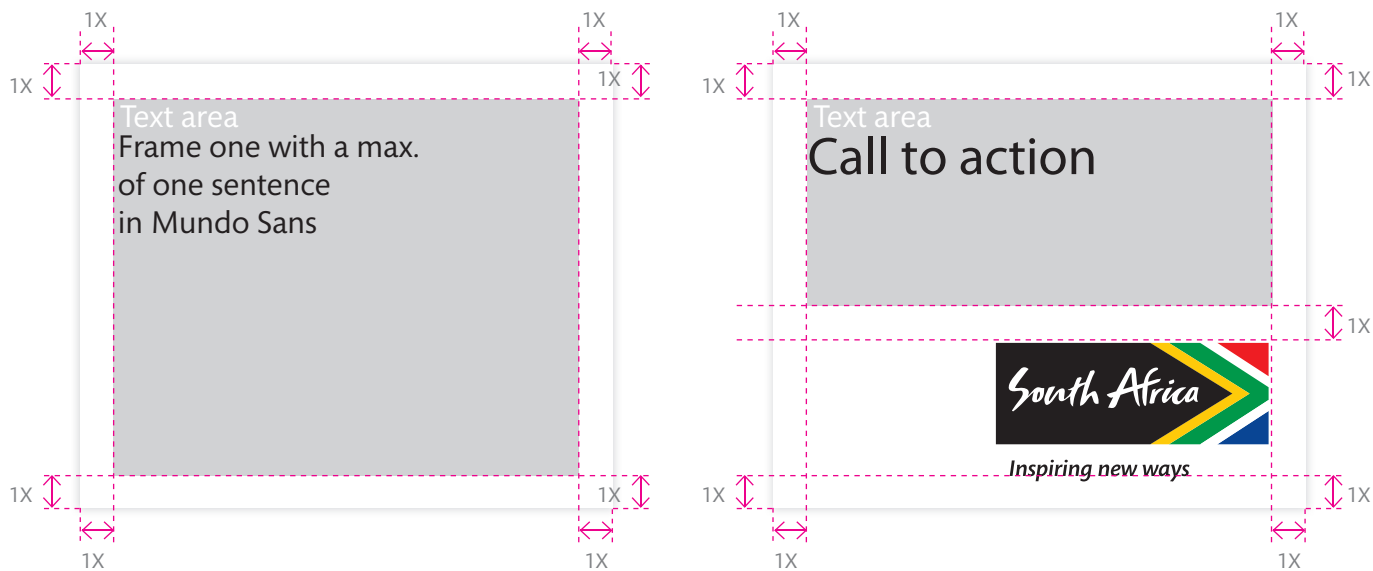 1X 1X
1X 1X
Text area
Frame one with a max.
of one sentence
in Mundo Sans
1X 1X
1X 1X
1X 1X
1X 1X
Text area
Call to action
1X
South Africa
Inspiring new ways
1X 1X
1X 1X